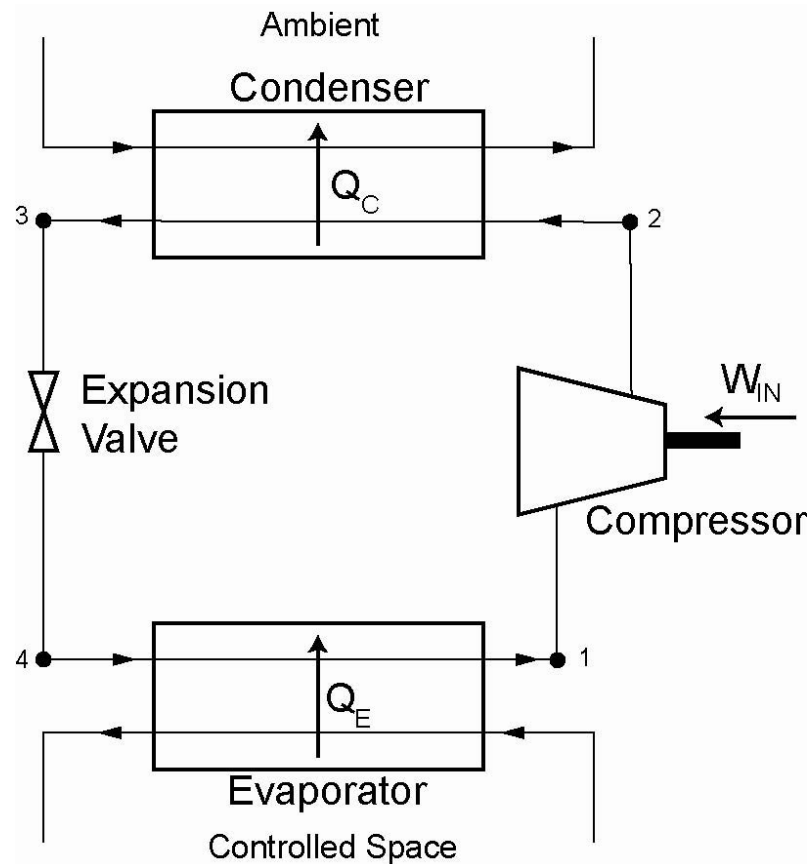 Ambient
Condenser
Q_C
3
2
Expansion
Valve
W_IN
Compressor
4
1
Q_E
Evaporator
Controlled Space